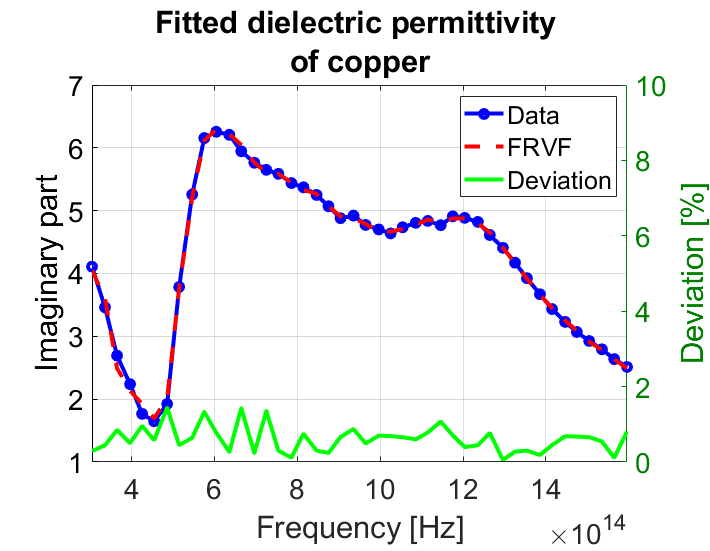 Fitted dielectric permittivity
of copper
7
6
5
4
3
2
1
Imaginary part
10
8
6
4
2
0
Deviation [%]
Data
FRVF
Deviation
4
6
8
10
12
14
Frequency [Hz]
×10^14